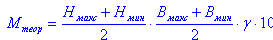 M_теор = (H_макс + H_мин)/2 · (B_макс + B_мин)/2 · γ · 10